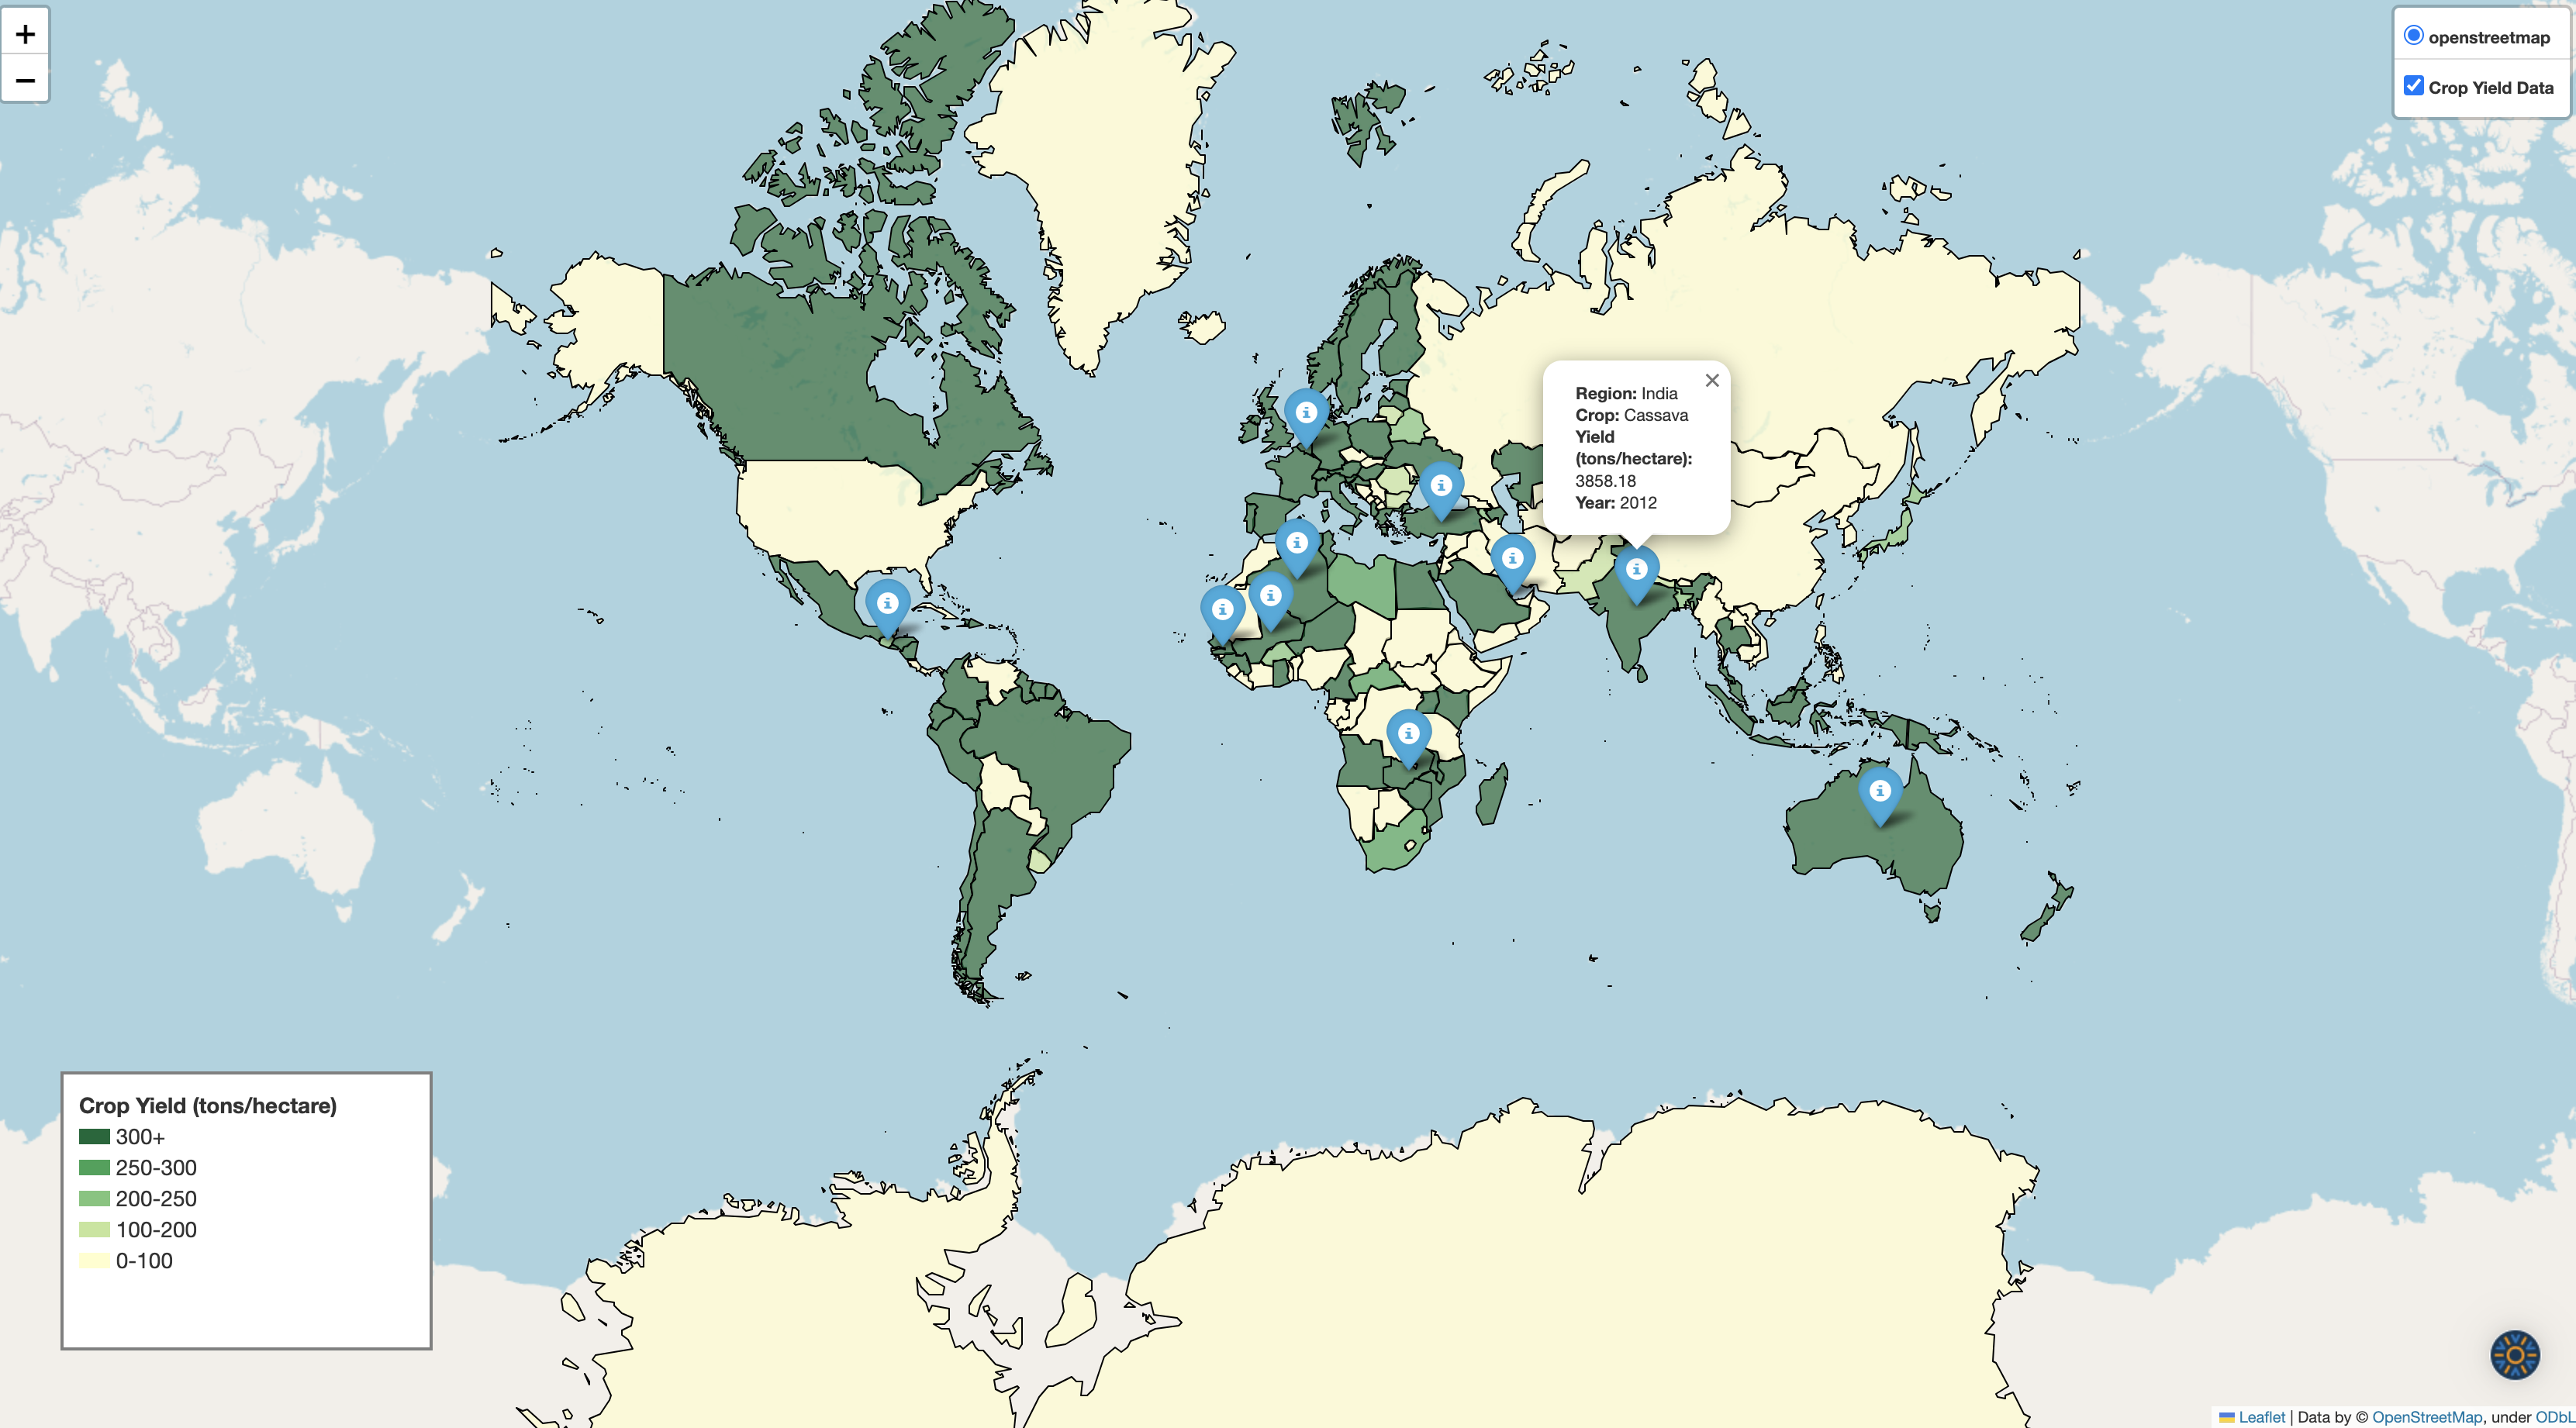 +
−
openstreetmap
Crop Yield Data
×
Region: India
Crop: Cassava
Yield
(tons/hectare):
3858.18
Year: 2012
Crop Yield (tons/hectare)
300+
250-300
200-250
100-200
0-100
Leaflet | Data by © OpenStreetMap, under ODbL